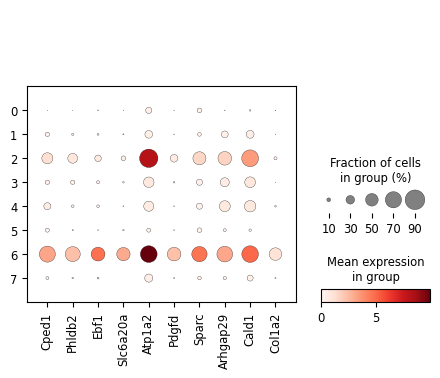 0
1
2
3
4
5
6
7
Cped1
Phldb2
Ebf1
Slc6a20a
Atp1a2
Pdgfd
Sparc
Arhgap29
Cald1
Col1a2
Fraction of cells
in group (%)
10 30 50 70 90
Mean expression
in group
0 5